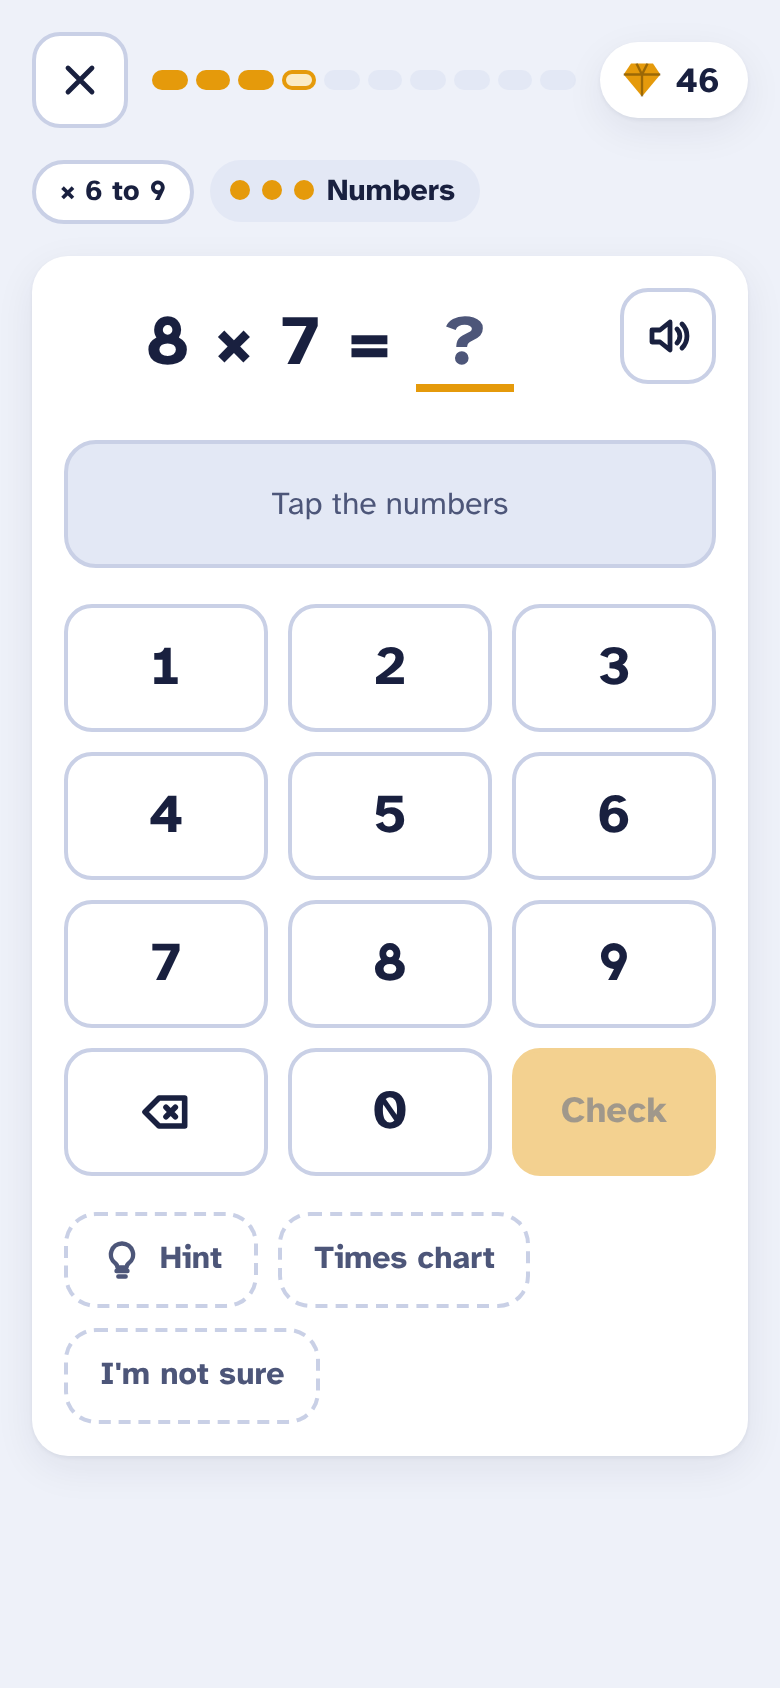 46
× 6 to 9
Numbers
8 × 7 = ?
Tap the numbers
1 2 3
4 5 6
7 8 9
0 Check
Hint
Times chart
I'm not sure